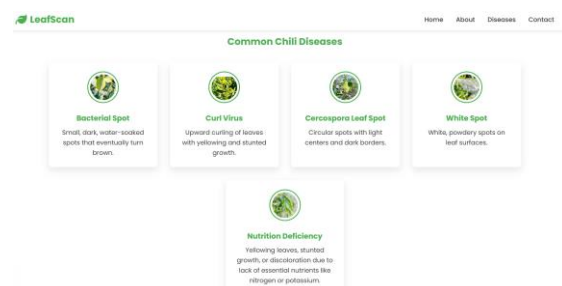 LeafScan
Home About Diseases Contact
Common Chili Diseases
Bacterial Spot
Small, dark, water-soaked
spots that eventually turn
brown.
Curl Virus
Upward curling of leaves
with yellowing and stunted
growth.
Cercospora Leaf Spot
Circular spots with light
centers and dark borders.
White Spot
White, powdery spots on
leaf surfaces.
Nutrition Deficiency
Yellowing leaves, stunted
growth, or discoloration due to
lack of essential nutrients like
nitrogen or potassium.